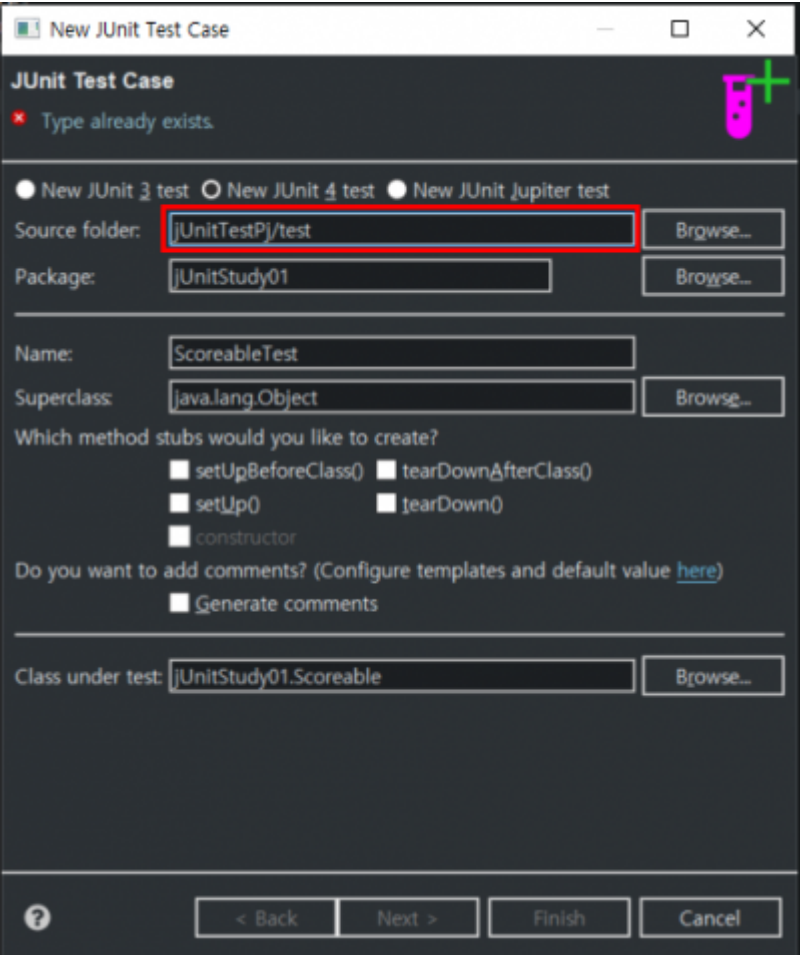 New JUnit Test Case
JUnit Test Case
Type already exists.
New JUnit 3 test New JUnit 4 test New JUnit Jupiter test
Source folder: jUnitTestPj/test Browse...
Package: jUnitStudy01 Browse...
Name: ScoreableTest
Superclass: java.lang.Object Browse...
Which method stubs would you like to create?
setUpBeforeClass() tearDownAfterClass()
setUp() tearDown()
constructor
Do you want to add comments? (Configure templates and default value here)
Generate comments
Class under test: jUnitStudy01.Scoreable Browse...
? < Back Next > Finish Cancel